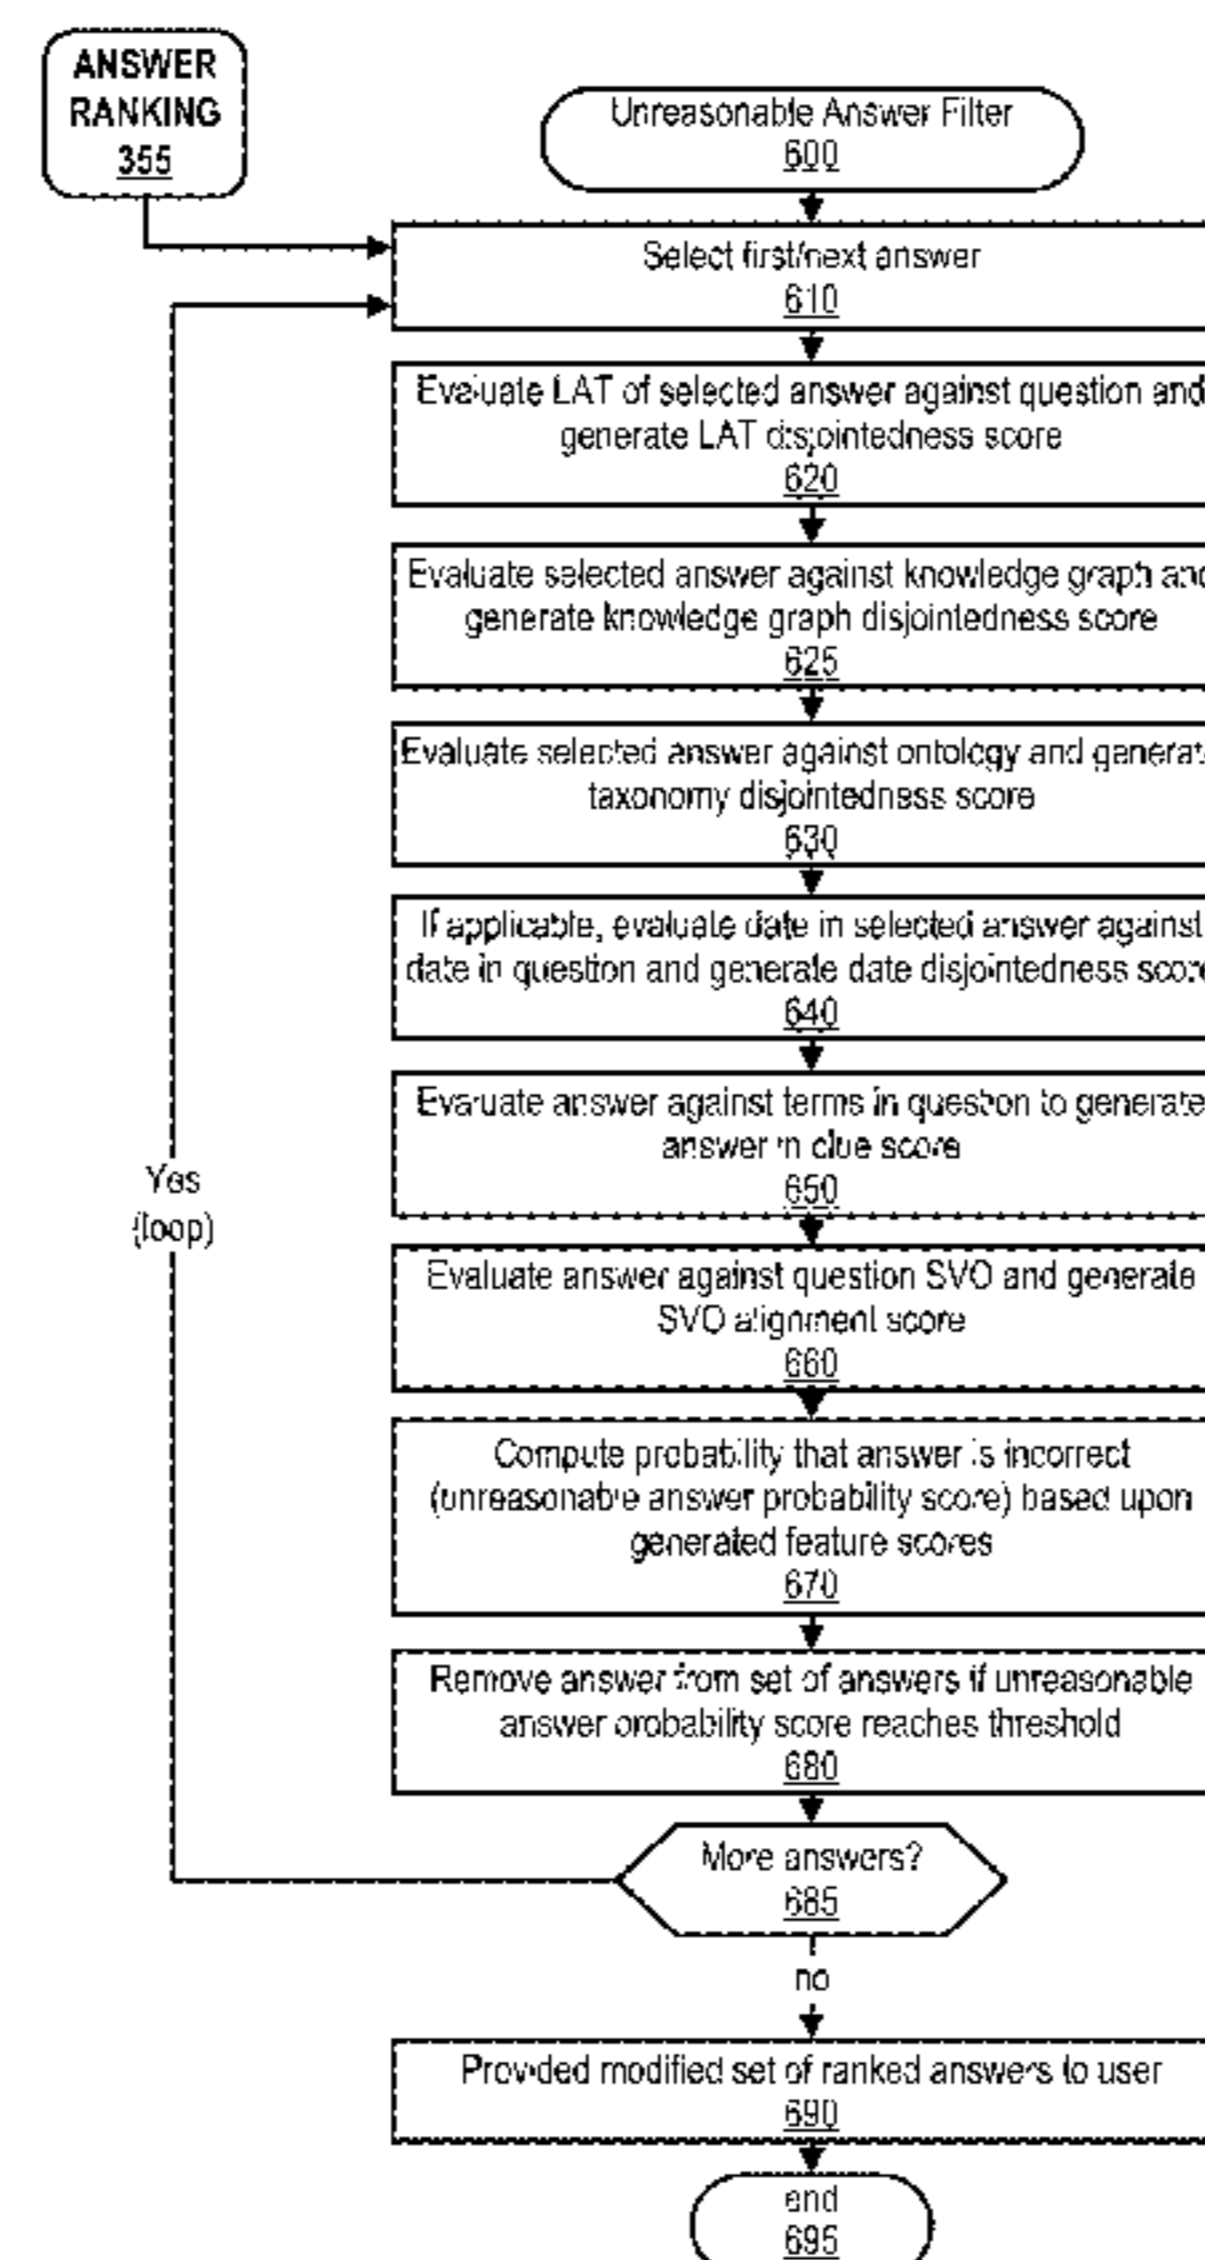 ANSWER
RANKING
355
Unreasonable Answer Filter
600
Select first/next answer
610
Evaluate LAT of selected answer against question and
generate LAT disjointedness score
620
Evaluate selected answer against knowledge graph and
generate knowledge graph disjointedness score
625
Evaluate selected answer against ontology and generate
taxonomy disjointedness score
630
If applicable, evaluate date in selected answer against
date in question and generate date disjointedness score
640
Evaluate answer against terms in question to generate
answer in clue score
650
Evaluate answer against question SVO and generate
SVO alignment score
660
Compute probability that answer is incorrect
(unreasonable answer probability score) based upon
generated feature scores
670
Remove answer from set of answers if unreasonable
answer probability score reaches threshold
680
More answers?
685
Yes
(loop)
no
Provided modified set of ranked answers to user
690
end
695